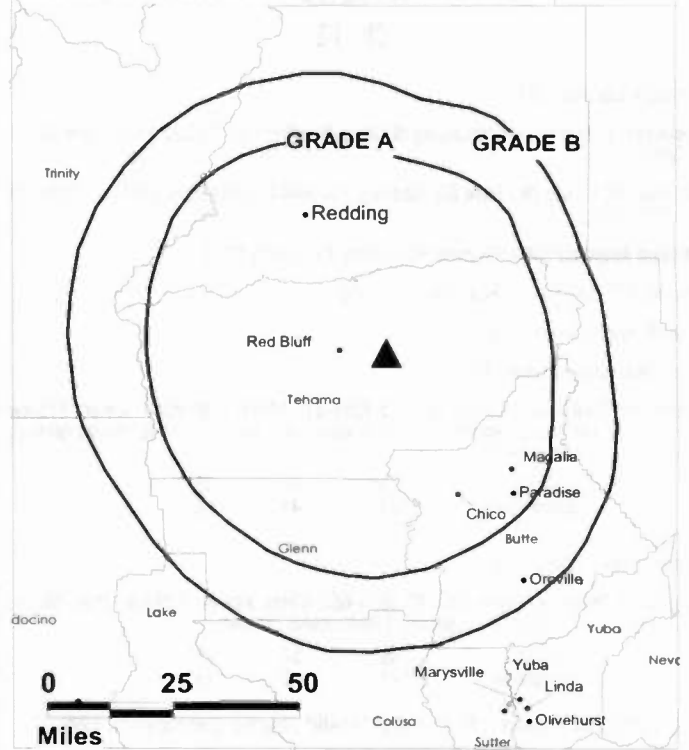 GRADE A
GRADE B
Trinity
Redding
Red Bluff
Tehama
Magalia
Paradise
Chico
Butte
Glenn
Oroville
docino
Lake
Yuba
Marysville
Yuba
Neva
Linda
0 25 50
Olivehurst
Colusa
Miles
Sutter